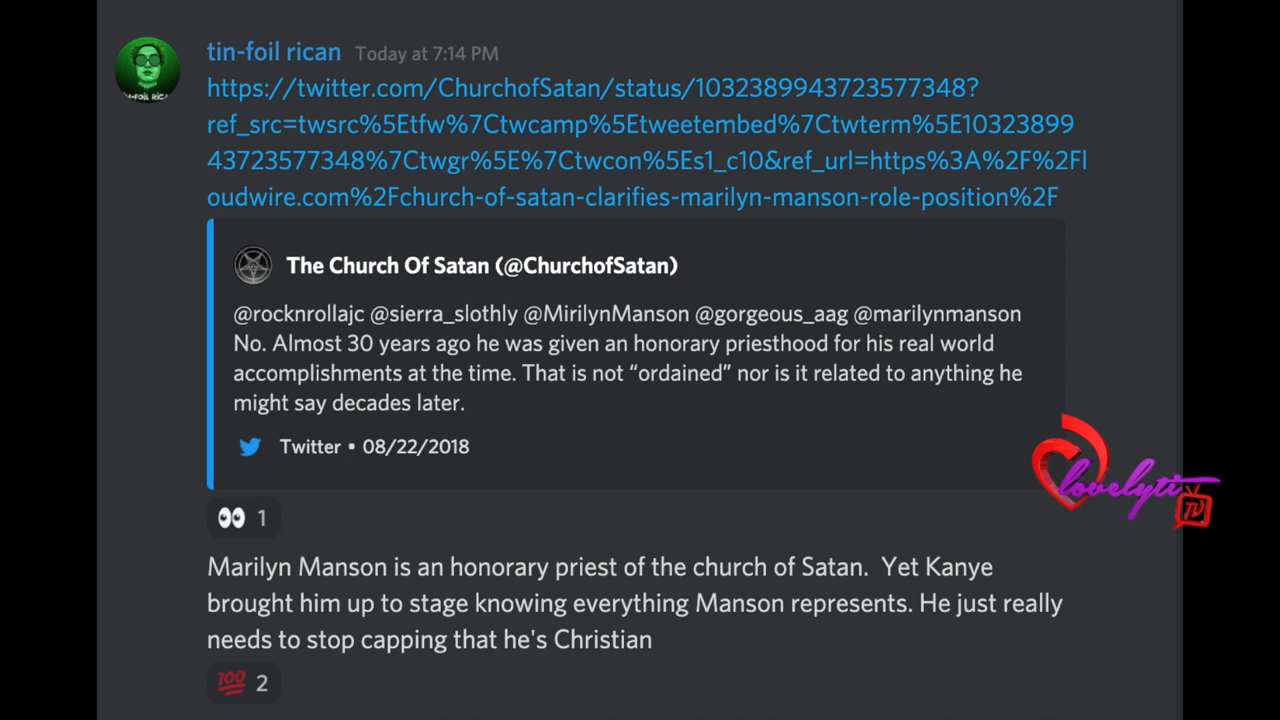 tin-foil rican Today at 7:14 PM
https://twitter.com/ChurchofSatan/status/1032389943723577348?
ref_src=twsrc%5Etfw%7Ctwcamp%5Etweetembed%7Ctwterm%5E10323899
43723577348%7Ctwgr%5E%7Ctwcon%5Es1_c10&ref_url=https%3A%2F%2Fl
oudwire.com%2Fchurch-of-satan-clarifies-marilyn-manson-role-position%2F
The Church Of Satan (@ChurchofSatan)
@rocknrollajc @sierra_slothly @MirilynManson @gorgeous_aag @marilynmanson
No. Almost 30 years ago he was given an honorary priesthood for his real world
accomplishments at the time. That is not “ordained” nor is it related to anything he
might say decades later.
Twitter • 08/22/2018
lovelyti
TV
1
Marilyn Manson is an honorary priest of the church of Satan. Yet Kanye
brought him up to stage knowing everything Manson represents. He just really
needs to stop capping that he's Christian
100 2